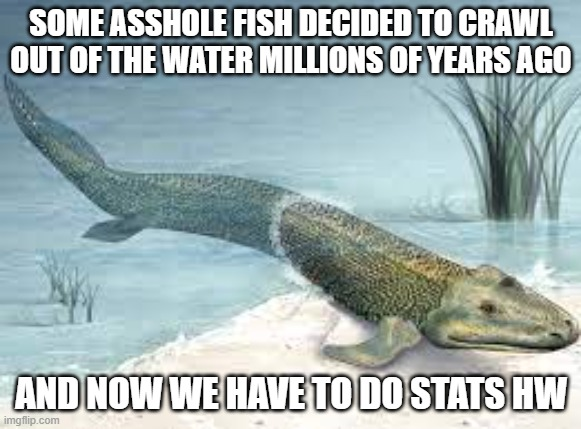 SOME ASSHOLE FISH DECIDED TO CRAWL
OUT OF THE WATER MILLIONS OF YEARS AGO
AND NOW WE HAVE TO DO STATS HW
imgflip.com